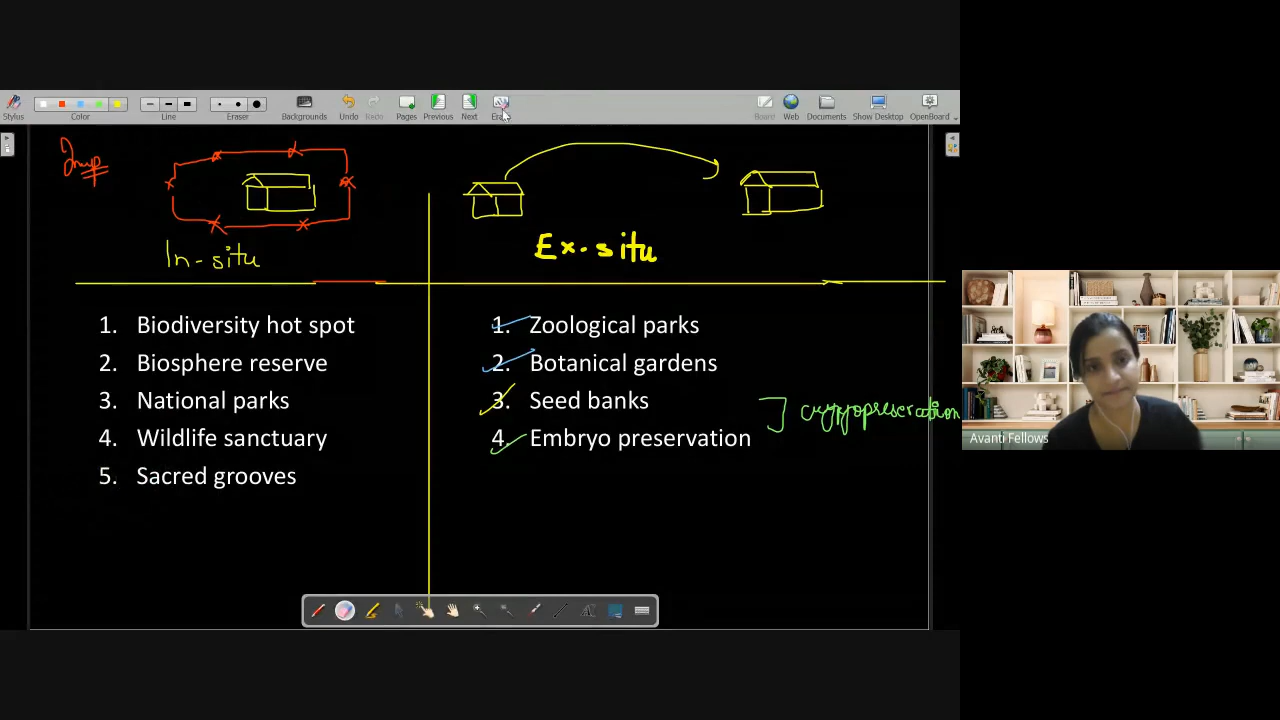 Stylus
Color
Line
Eraser
Backgrounds
Undo
Redo
Pages
Previous
Next
Board
Web
Documents
Show Desktop
OpenBoard
Imp
In-situ
Ex-situ
1. Biodiversity hot spot
2. Biosphere reserve
3. National parks
4. Wildlife sanctuary
5. Sacred grooves
1. Zoological parks
2. Botanical gardens
3. Seed banks
4. Embryo preservation
Avanti Fellows